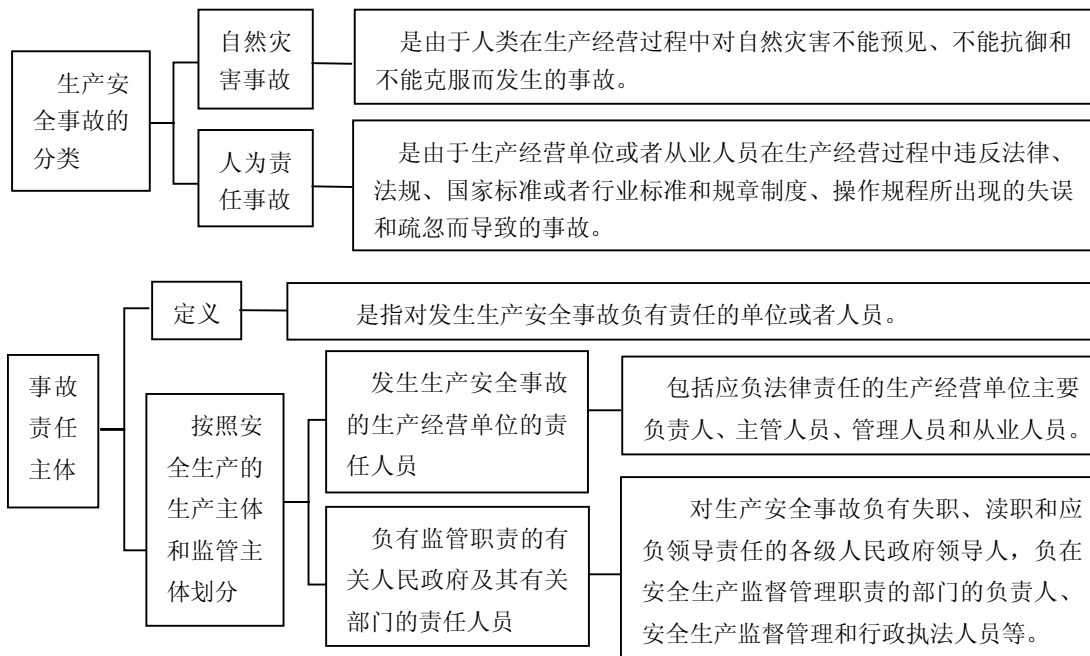 生产安
全事故的
分类
自然灾
害事故
是由于人类在生产经营过程中对自然灾害不能预见、不能抗御和
不能克服而发生的事故。
人为责
任事故
是由于生产经营单位或者从业人员在生产经营过程中违反法律、
法规、国家标准或者行业标准和规章制度、操作规程所出现的失误
和疏忽而导致的事故。
事故
责任
主体
定义
是指对发生生产安全事故负有责任的单位或者人员。
按照安
全生产的
生产主体
和监管主
体划分
发生生产安全事故
的生产经营单位的责
任人员
包括应负法律责任的生产经营单位主要
负责人、主管人员、管理人员和从业人员。
负有监管职责的有
关人民政府及其有关
部门的责任人员
对生产安全事故负有失职、渎职和应
负领导责任的各级人民政府领导人，负在
安全生产监督管理职责的部门的负责人、
安全生产监督管理和行政执法人员等。